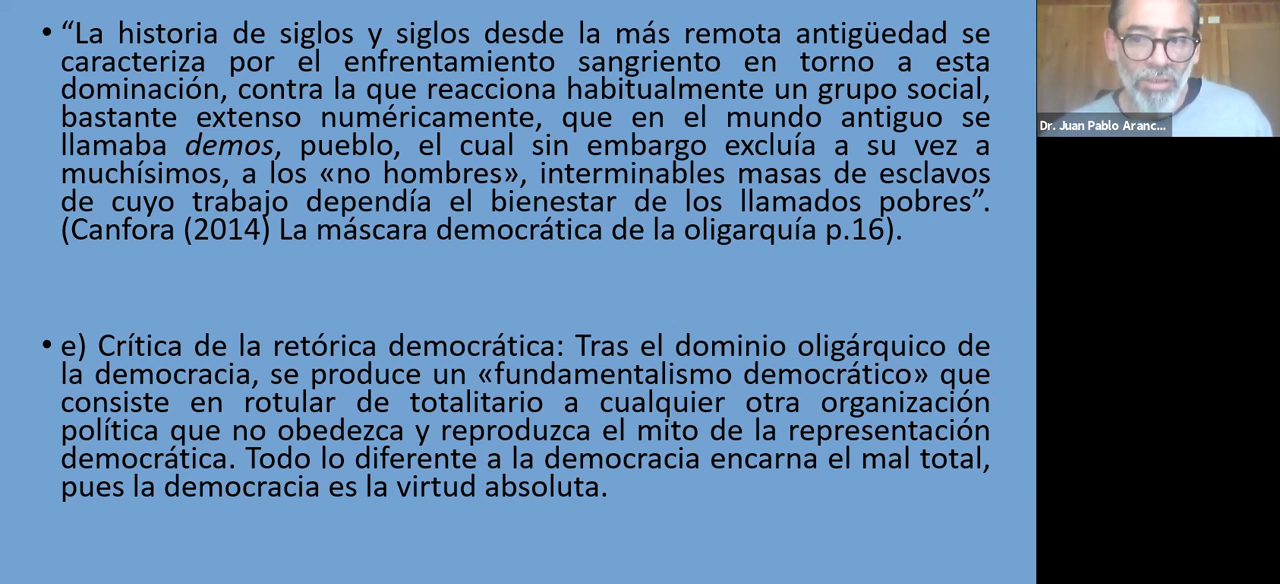 • “La historia de siglos y siglos desde la más remota antigüedad se
caracteriza por el enfrentamiento sangriento en torno a esta
dominación, contra la que reacciona habitualmente un grupo social,
bastante extenso numéricamente, que en el mundo antiguo se
llamaba demos, pueblo, el cual sin embargo excluía a su vez a
muchísimos, a los «no hombres», interminables masas de esclavos
de cuyo trabajo dependía el bienestar de los llamados pobres”.
(Canfora (2014) La máscara democrática de la oligarquía p.16).
• e) Crítica de la retórica democrática: Tras el dominio oligárquico de
la democracia, se produce un «fundamentalismo democrático» que
consiste en rotular de totalitario a cualquier otra organización
política que no obedezca y reproduzca el mito de la representación
democrática. Todo lo diferente a la democracia encarna el mal total,
pues la democracia es la virtud absoluta.
Dr. Juan Pablo Aranc...